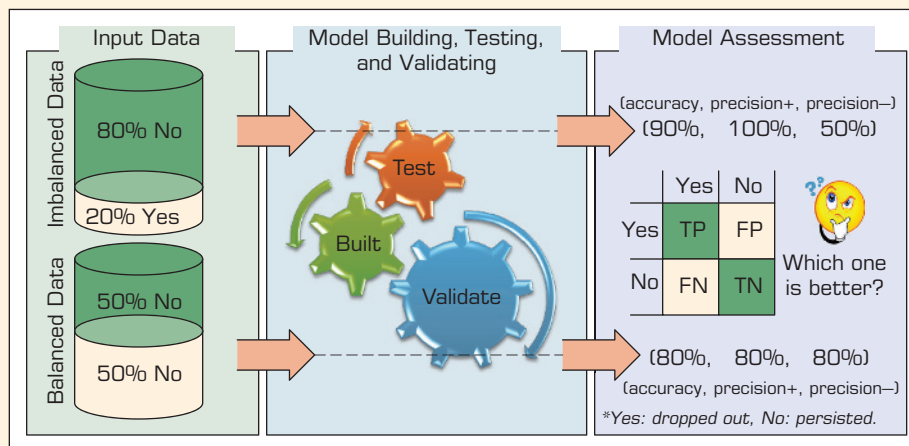 Input Data
Model Building, Testing,
and Validating
Model Assessment
Imbalanced Data
80% No
20% Yes
Balanced Data
50% No
50% No
Test
Built
Validate
(accuracy, precision+, precision–)
(90%, 100%, 50%)
Yes No
Yes TP FP
No FN TN
??
Which one
is better?
(80%, 80%, 80%)
(accuracy, precision+, precision–)
*Yes: dropped out, No: persisted.